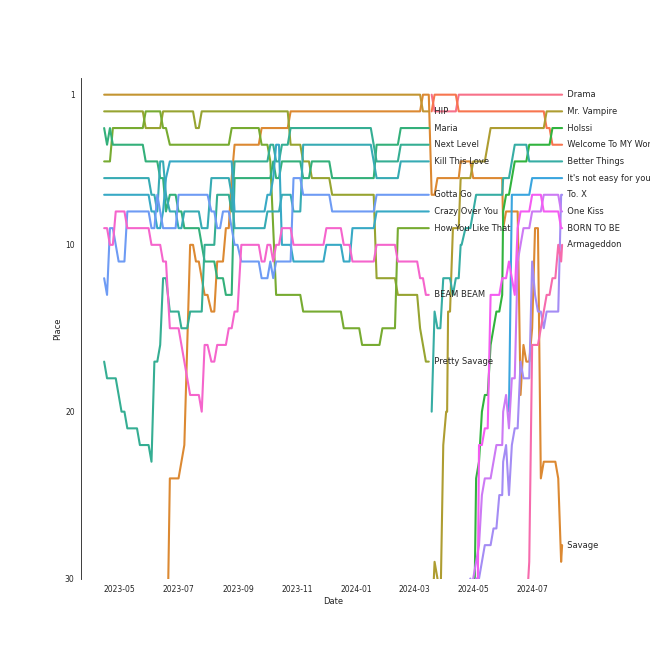 1
10
20
30
Place
2023-05
2023-07
2023-09
2023-11
2024-01
2024-03
2024-05
2024-07
Date
HIP
Maria
Next Level
Kill This Love
Gotta Go
Crazy Over You
How You Like That
BEAM BEAM
Pretty Savage
Drama
Mr. Vampire
Holssi
Welcome To MY Wor
Better Things
It's not easy for you
To. X
One Kiss
BORN TO BE
Armageddon
Savage